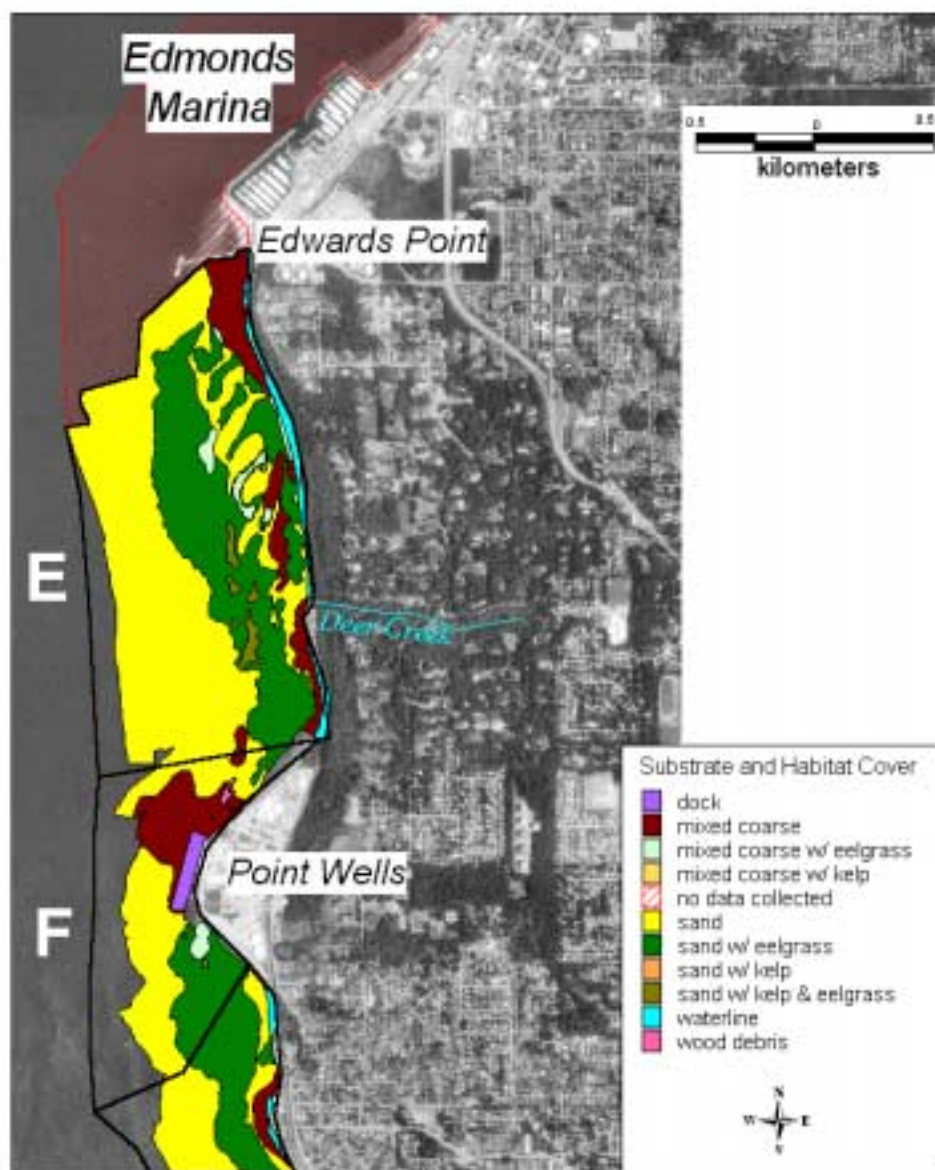 Edmonds
Marina
0.5 0 0.5
kilometers
Edwards Point
E
Deer Creek
Substrate and Habitat Cover
dock
mixed coarse
mixed coarse w/ eelgrass
mixed coarse w/ kelp
no data collected
sand
sand w/ eelgrass
sand w/ kelp
sand w/ kelp & eelgrass
waterline
wood debris
Point Wells
F
N
W E